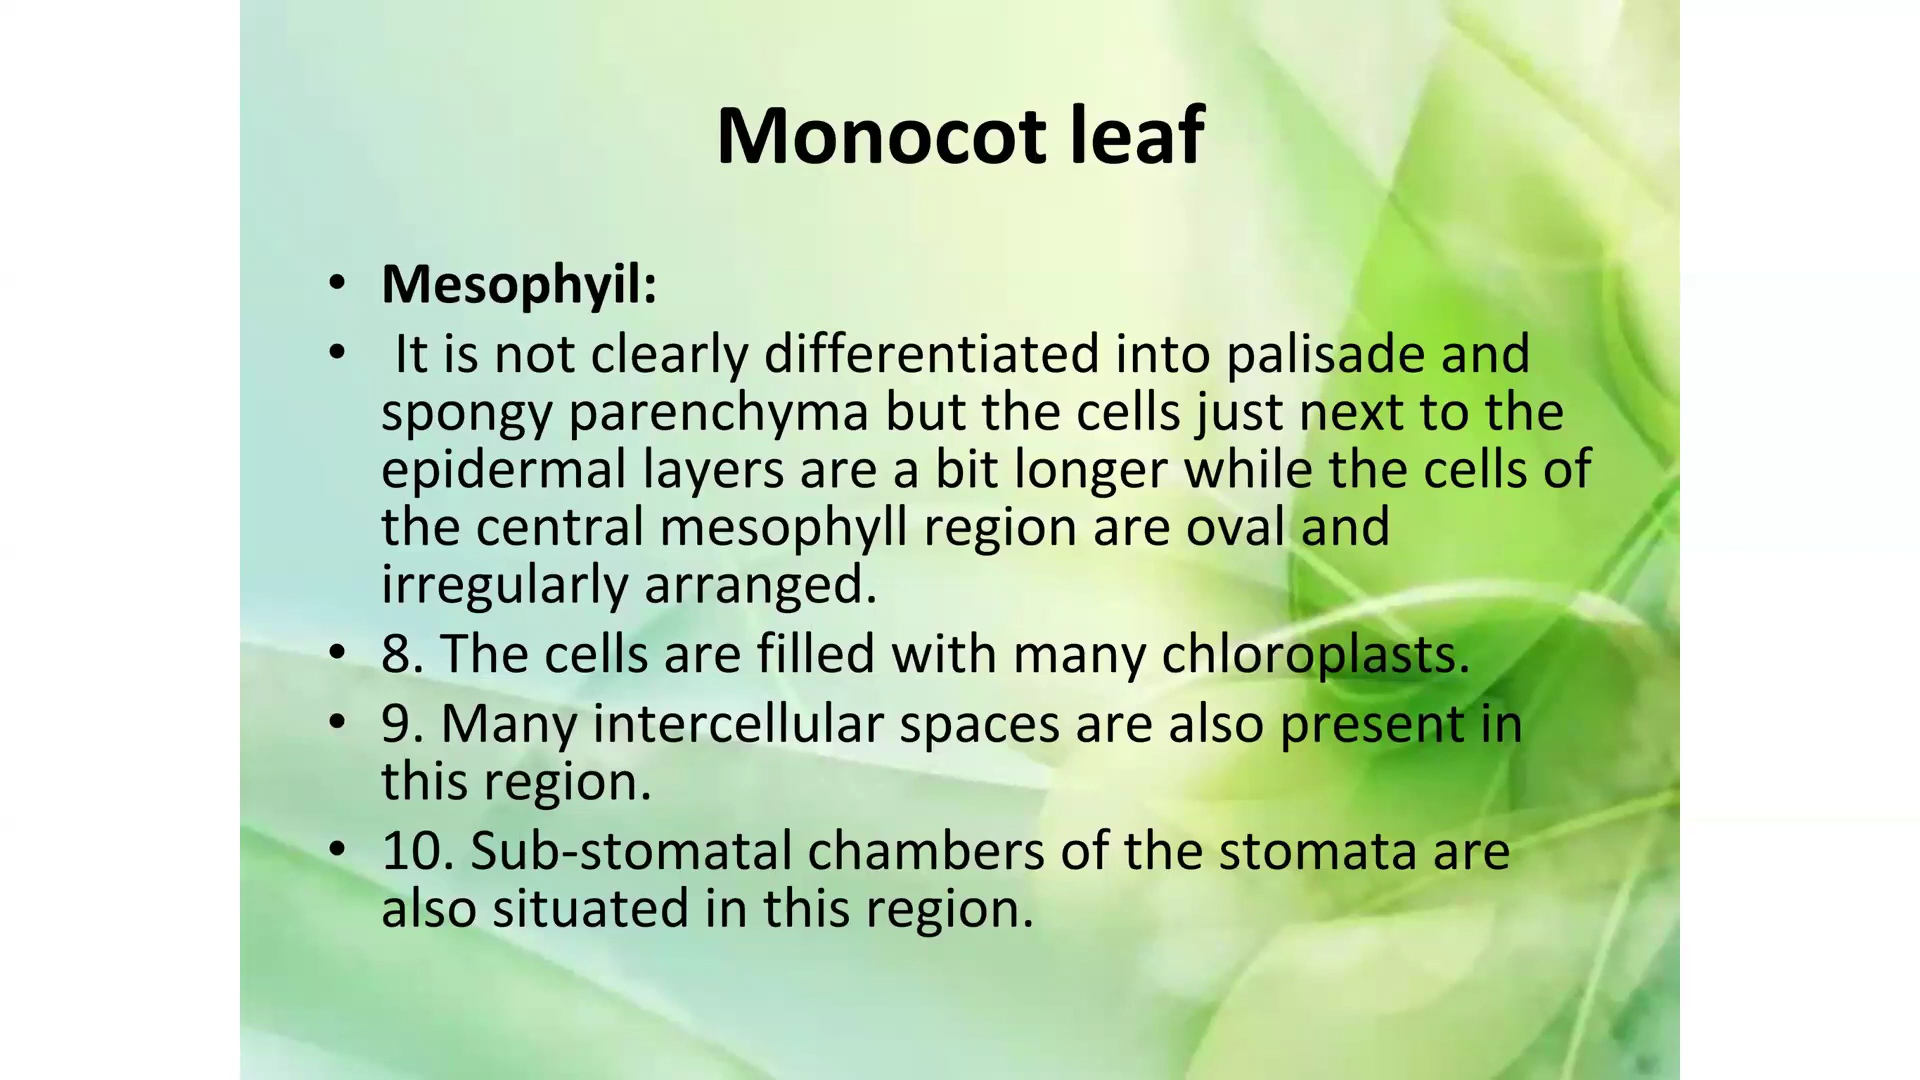 Monocot leaf
• Mesophyil:
• It is not clearly differentiated into palisade and
spongy parenchyma but the cells just next to the
epidermal layers are a bit longer while the cells of
the central mesophyll region are oval and
irregularly arranged.
• 8. The cells are filled with many chloroplasts.
• 9. Many intercellular spaces are also present in
this region.
• 10. Sub-stomatal chambers of the stomata are
also situated in this region.